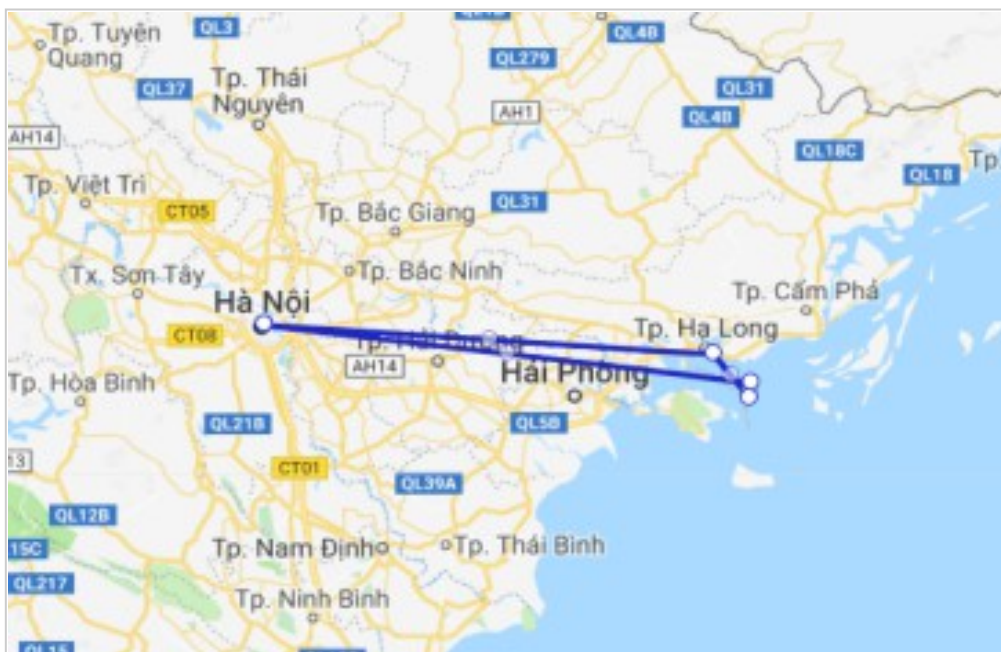 Tp. Tuyên
Quang
QL3
QL4B
QL279
QL37
Tp. Thái
Nguyên
QL31
AH1
QL4B
AH14
QL18C
Tp.
QL18
Tp. Việt Trì
CT05
Tp. Bắc Giang
QL31
Tp. Bắc Ninh
Tx. Sơn Tây
Hà Nội
Tp. Cẩm Phả
CT08
Tp. Hạ Long
AH14
Hải Phòng
Tp. Hòa Bình
QL21B
QL5B
13
CT01
QL39A
QL12B
15C
Tp. Nam Định
Tp. Thái Bình
QL217
Tp. Ninh Bình
QL15